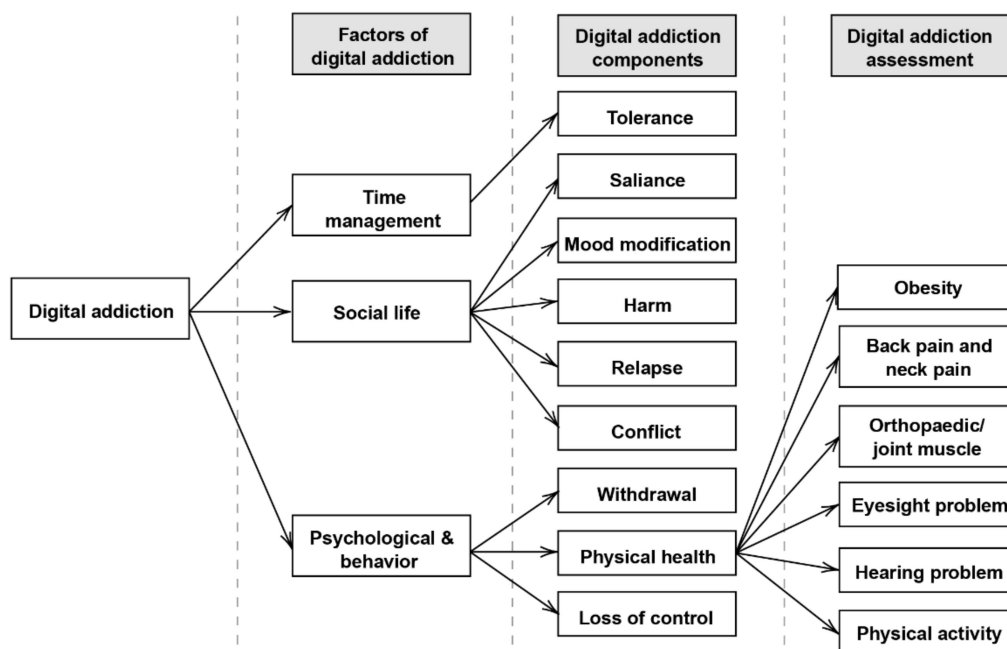 Factors of
digital addiction
Digital addiction
components
Digital addiction
assessment
Tolerance
Saliance
Time
management
Mood modification
Digital addiction
Social life
Harm
Obesity
Relapse
Back pain and
neck pain
Conflict
Orthopaedic/
joint muscle
Withdrawal
Eyesight problem
Psychological &
behavior
Physical health
Hearing problem
Loss of control
Physical activity